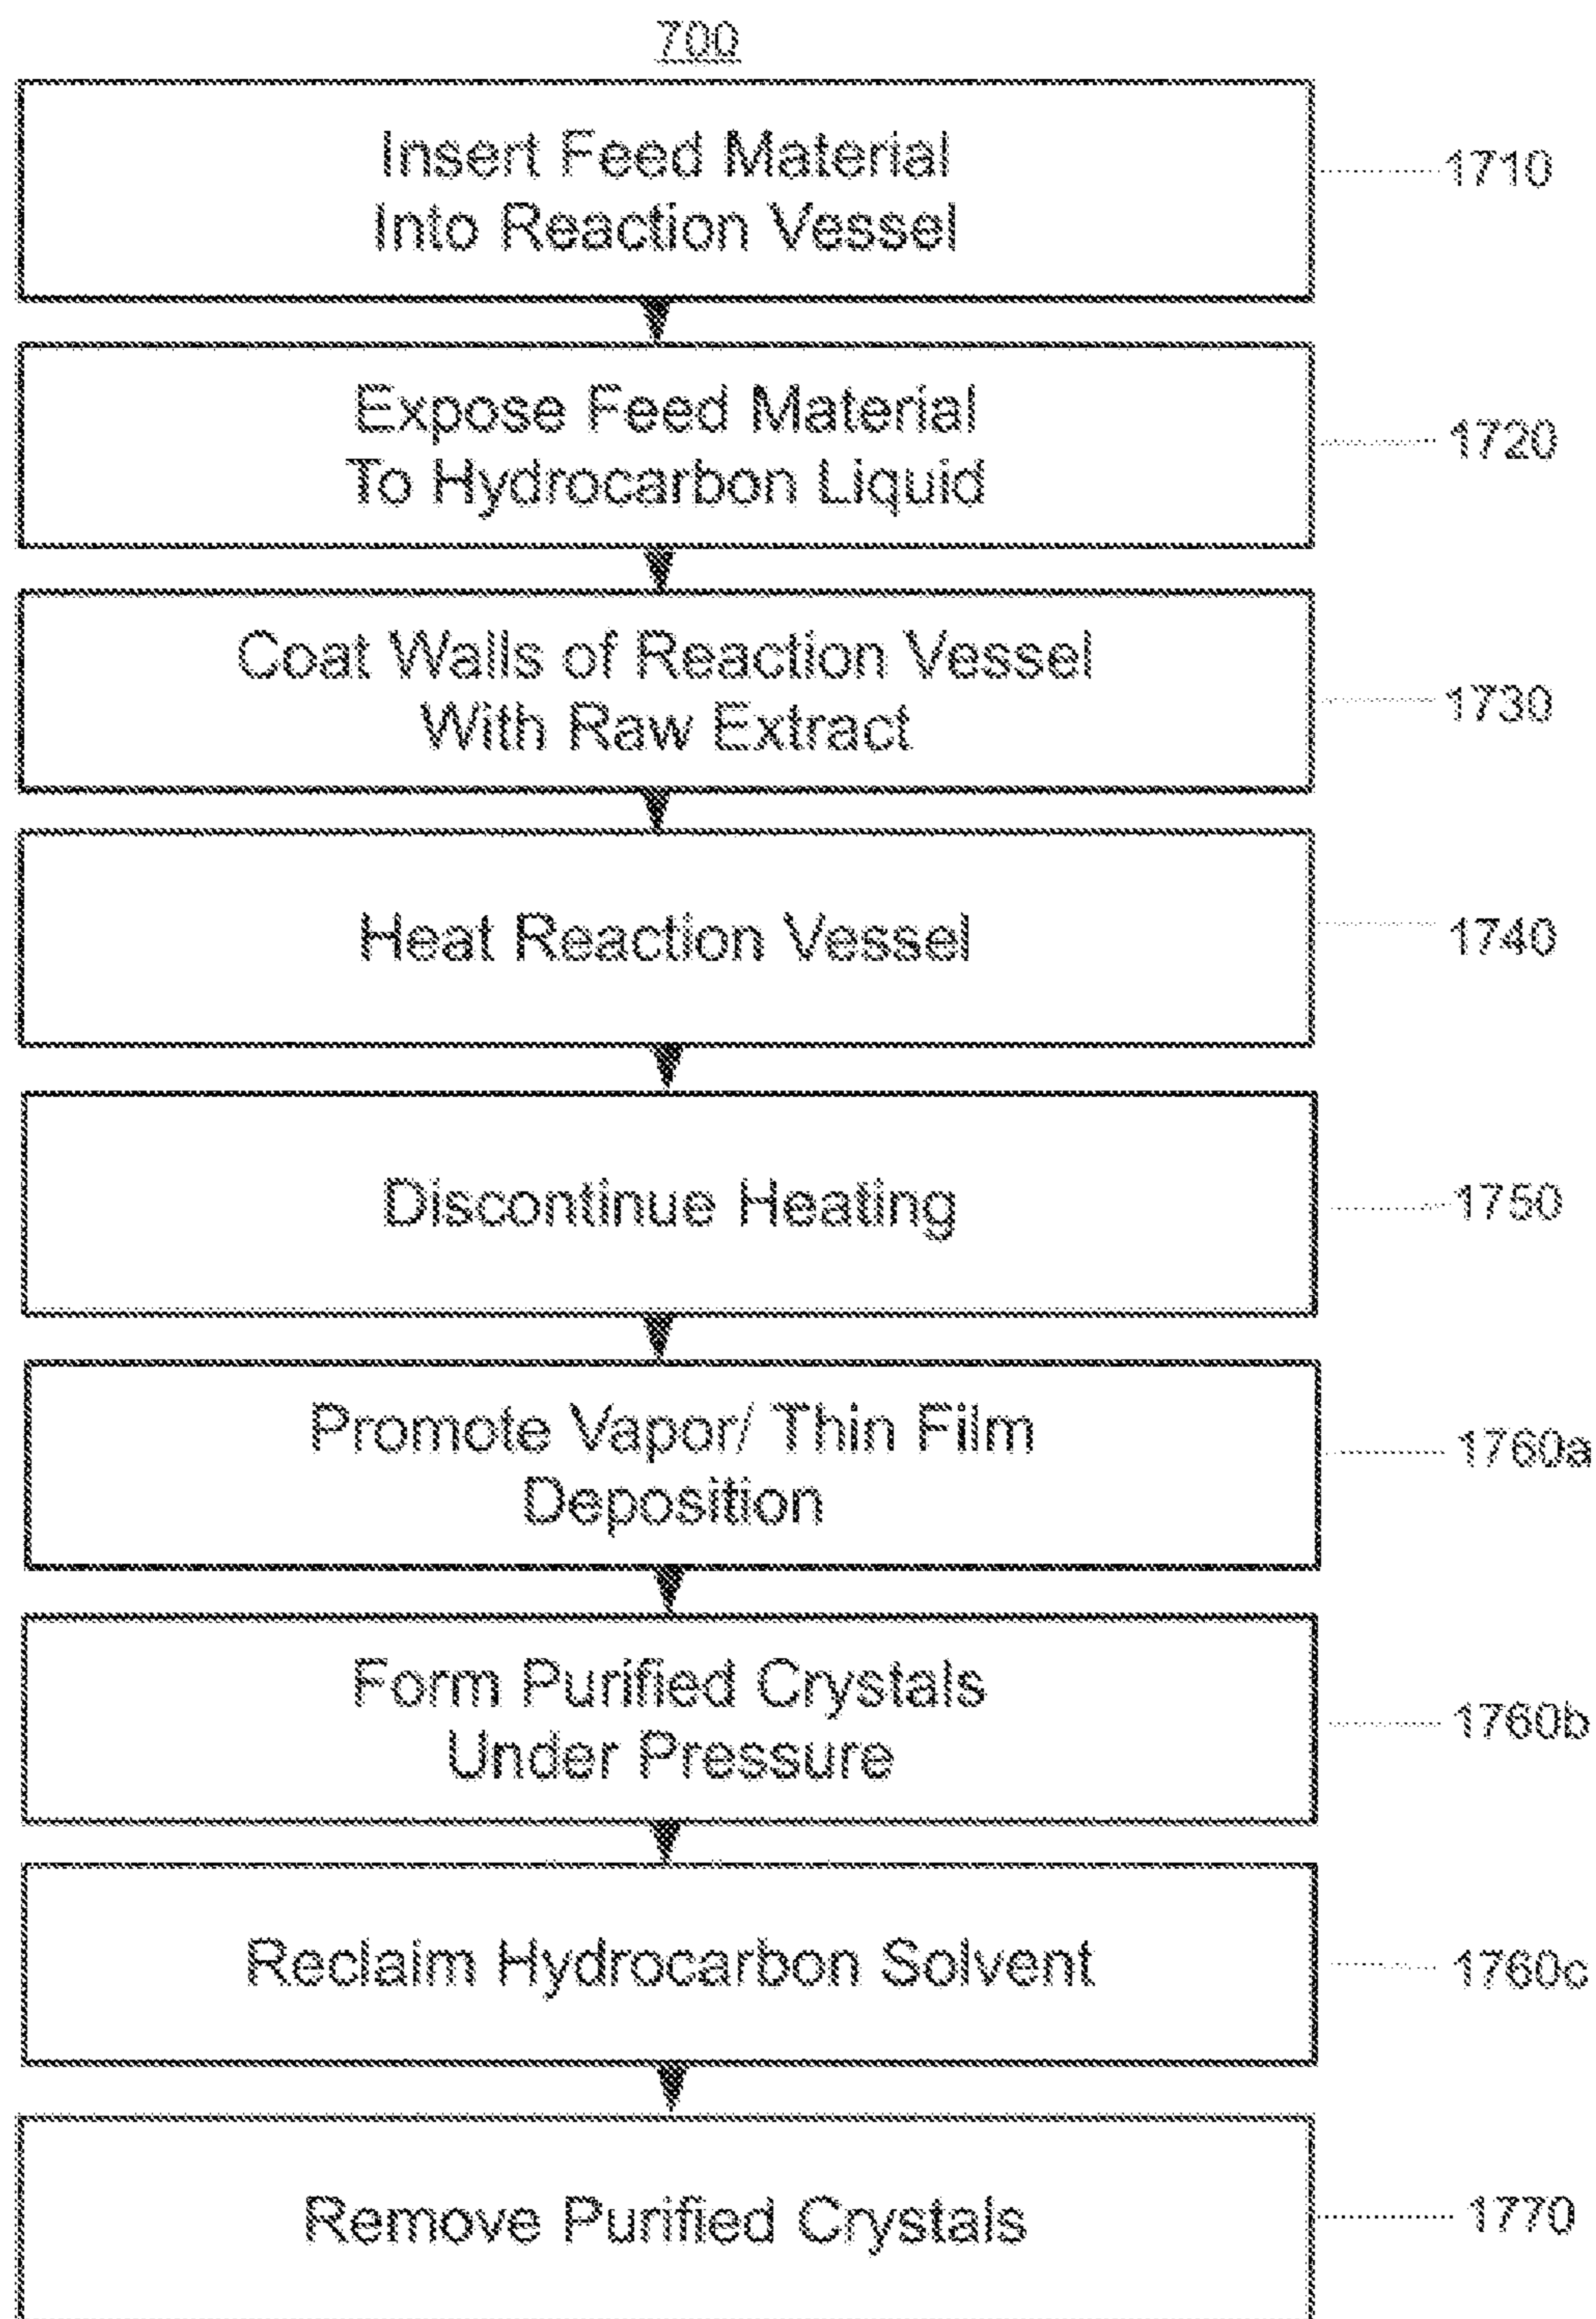 700
Insert Feed Material
Into Reaction Vessel
1710
Expose Feed Material
To Hydrocarbon Liquid
1720
Coat Walls of Reaction Vessel
With Raw Extract
1730
Heat Reaction Vessel
1740
Discontinue Heating
1750
Promote Vapor/ Thin Film
Deposition
1760a
Form Purified Crystals
Under Pressure
1760b
Reclaim Hydrocarbon Solvent
1760c
Remove Purified Crystals
1770